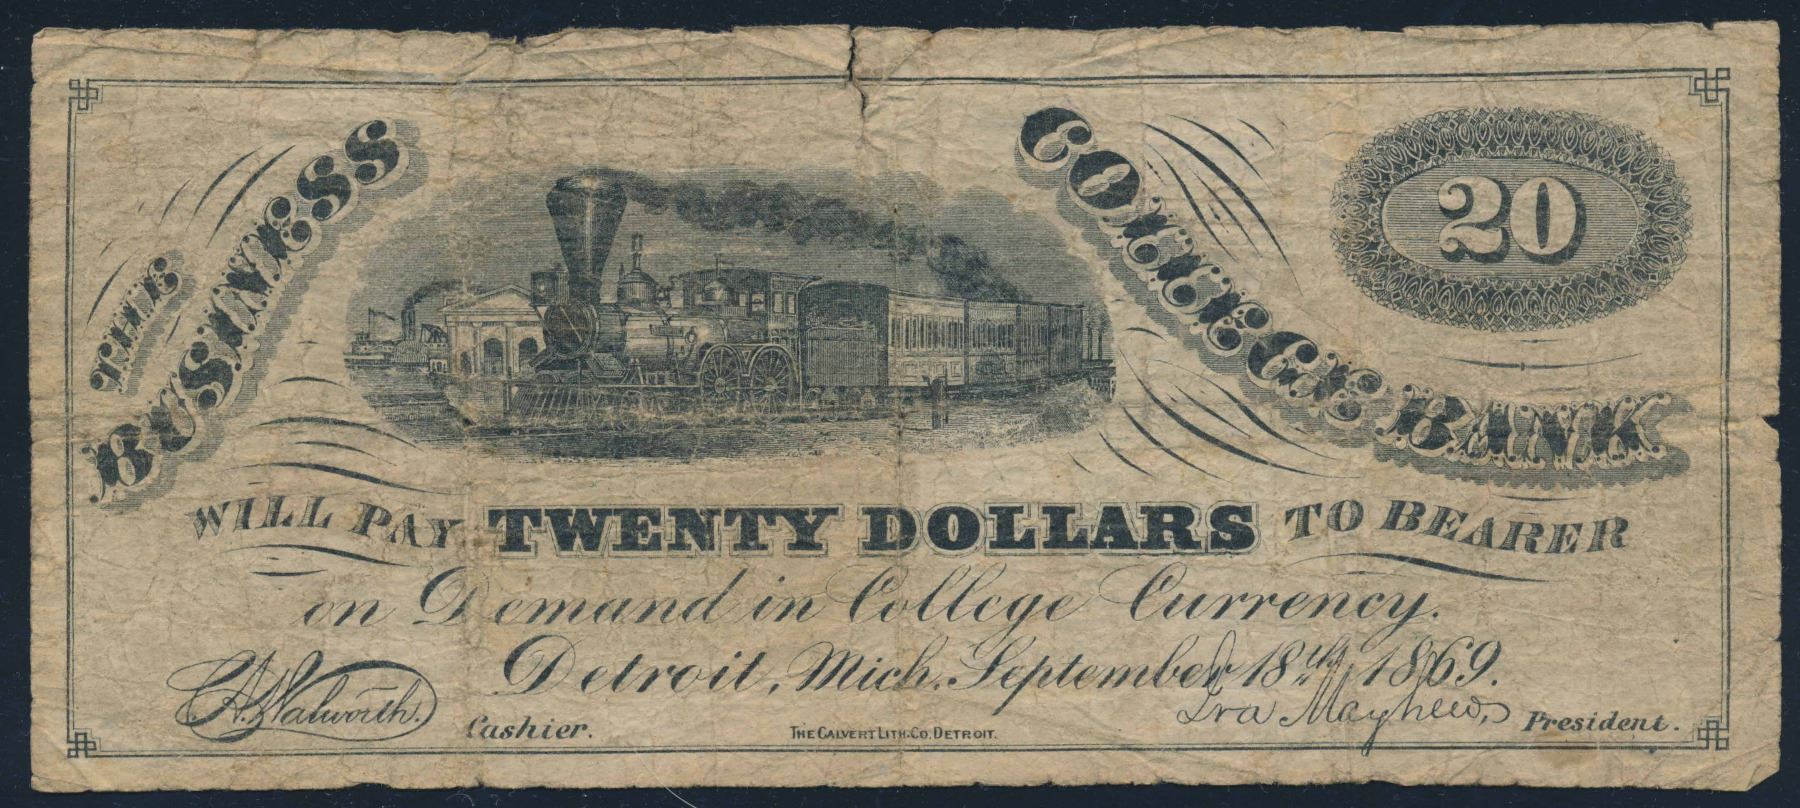 THE
BUSINESS
COLLEGE BANK
20
WILL PAY TWENTY DOLLARS TO BEARER
on Demand in College Currency.
Detroit, Mich. September 18th, 1869.
Walworth.
Cashier.
THE CALVERT LITH. CO. DETROIT.
Ira Mayhew,
President.